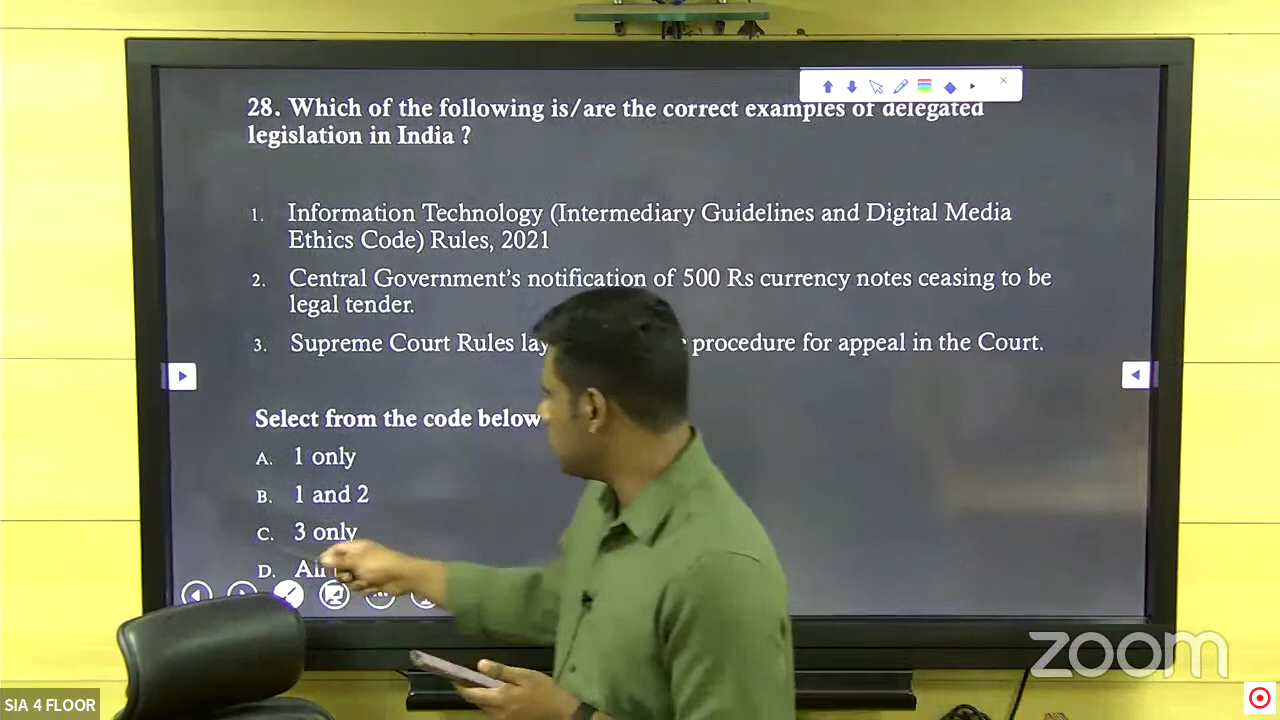 28. Which of the following is/are the correct examples of delegated
legislation in India ?
1. Information Technology (Intermediary Guidelines and Digital Media
Ethics Code) Rules, 2021
2. Central Government's notification of 500 Rs currency notes ceasing to be
legal tender.
3. Supreme Court Rules procedure for appeal in the Court.
Select from the code below
A. 1 only
B. 1 and 2
C. 3 only
D. All
zoom
SIA 4 FLOOR